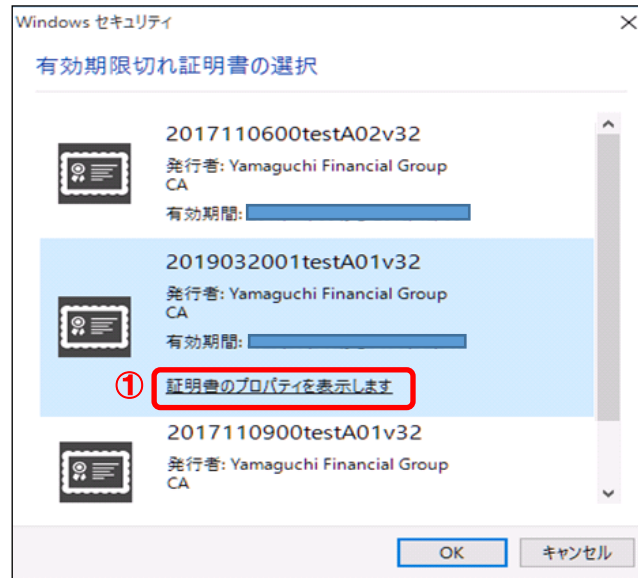 Windows セキュリティ
有効期限切れ証明書の選択
2017110600testA02v32
発行者: Yamaguchi Financial Group
CA
有効期間:
2019032001testA01v32
発行者: Yamaguchi Financial Group
CA
有効期間:
① 証明書のプロパティを表示します
2017110900testA01v32
発行者: Yamaguchi Financial Group
CA
OK キャンセル